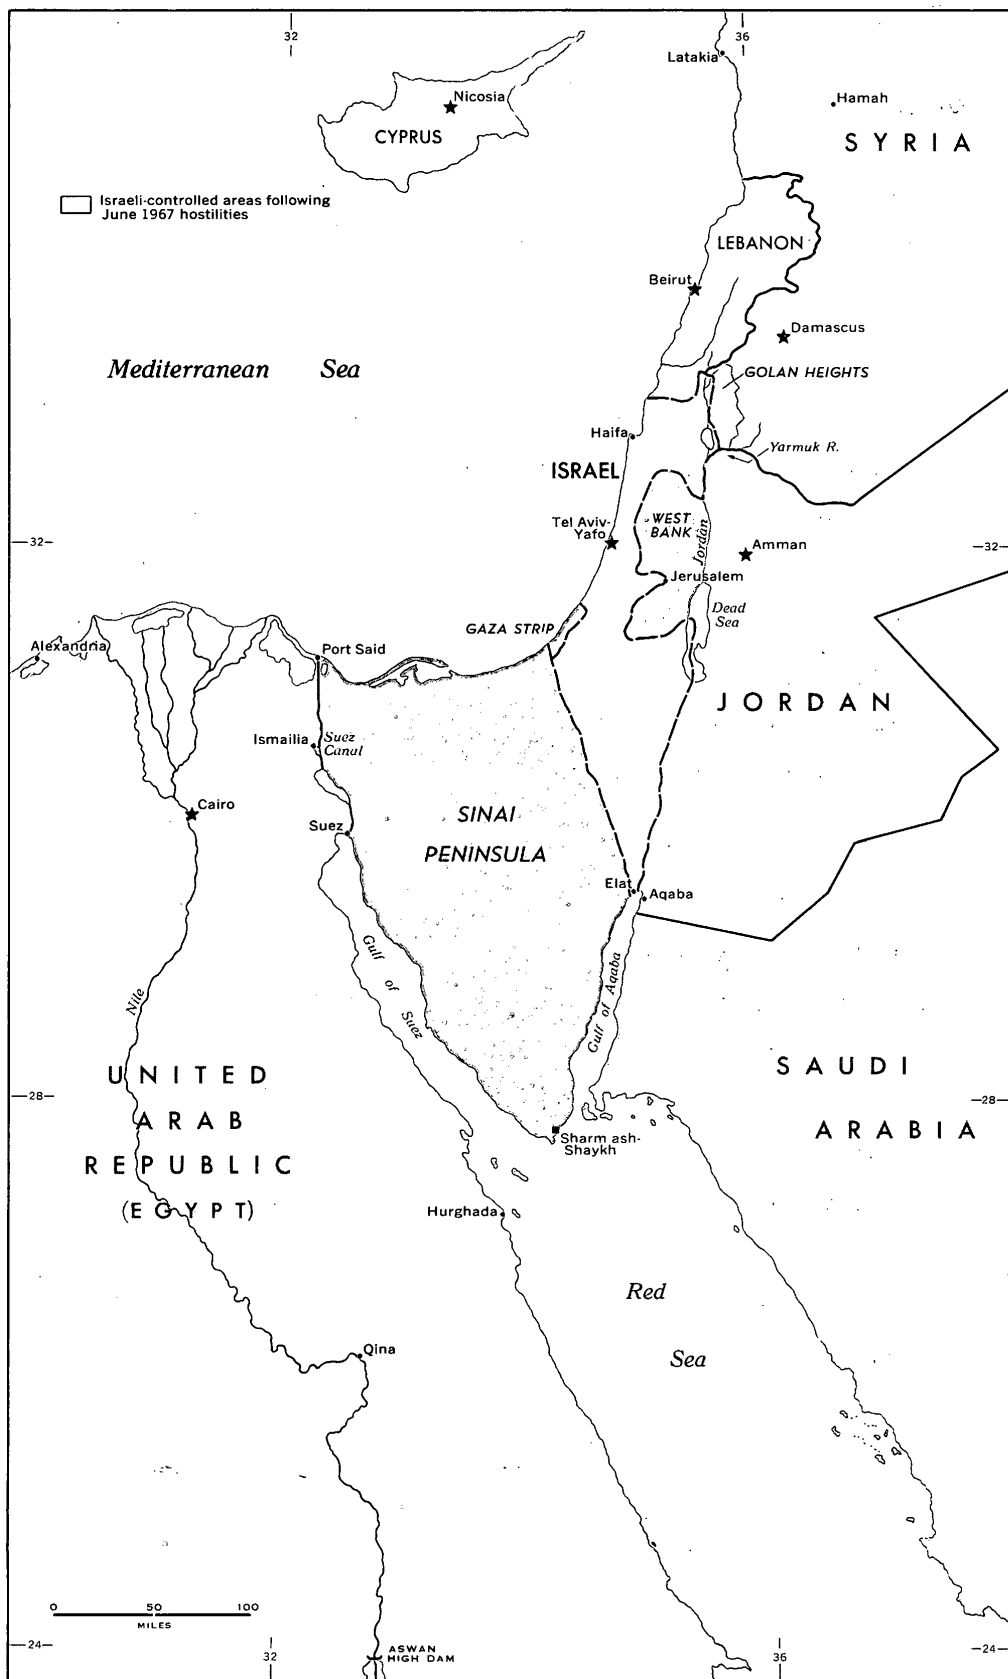 32
36
Latakia
Hamah
Nicosia
CYPRUS
SYRIA
Israeli-controlled areas following
June 1967 hostilities
LEBANON
Beirut
Damascus
Mediterranean Sea
GOLAN HEIGHTS
Haifa
Yarmuk R.
ISRAEL
WEST
BANK
Tel Aviv-
Yafo
Jordan
32
Amman
32
Jerusalem
Dead
Sea
GAZA STRIP
Alexandria
Port Said
JORDAN
Ismailia
Suez
Canal
Cairo
SINAI
PENINSULA
Suez
Elat
Aqaba
Gulf of Suez
Gulf of Aqaba
Nile
UNITED
ARAB
REPUBLIC
(EGYPT)
SAUDI
ARABIA
28
28
Sharm ash-
Shaykh
Hurghada
Red
Sea
Qina
0 50 100
MILES
24
32
ASWAN
HIGH DAM
36
24